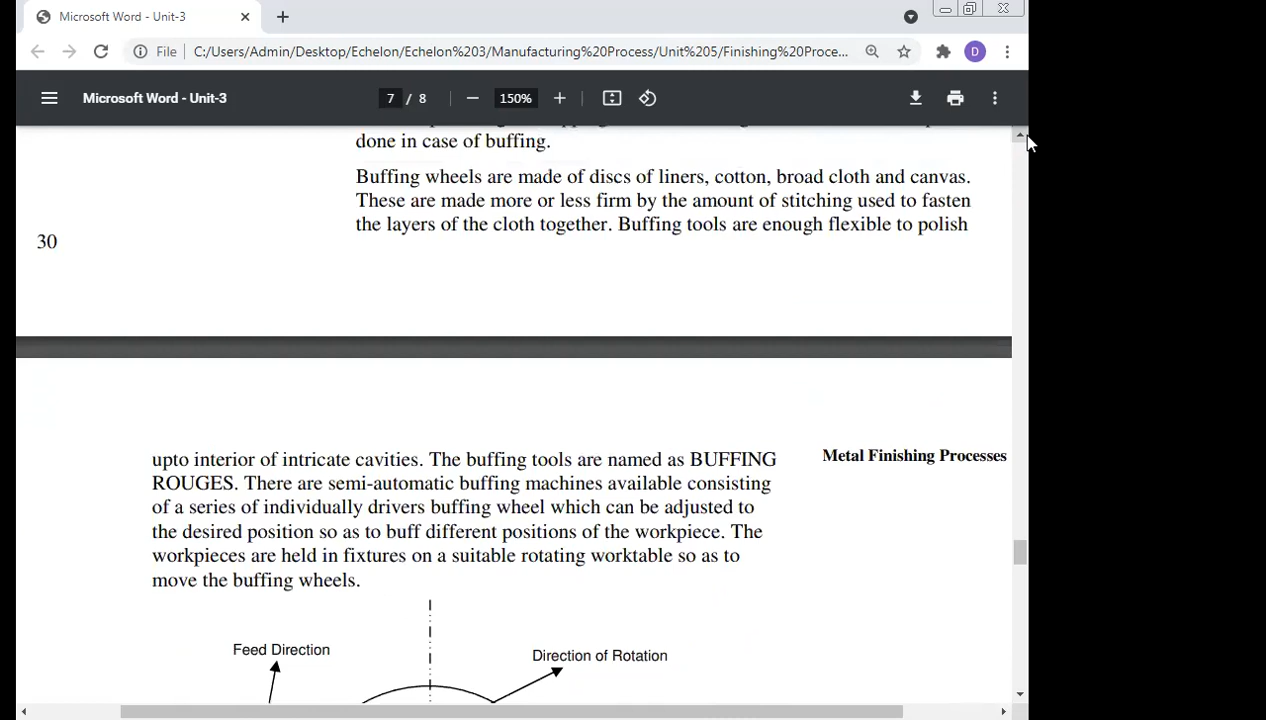 Microsoft Word - Unit-3
File C:/Users/Admin/Desktop/Echelon/Echelon%203/Manufacturing%20Process/Unit%205/Finishing%20Proce...
D
Microsoft Word - Unit-3
7 / 8
150%
done in case of buffing.
Buffing wheels are made of discs of liners, cotton, broad cloth and canvas.
These are made more or less firm by the amount of stitching used to fasten
the layers of the cloth together. Buffing tools are enough flexible to polish
30
upto interior of intricate cavities. The buffing tools are named as BUFFING
Metal Finishing Processes
ROUGES. There are semi-automatic buffing machines available consisting
of a series of individually drivers buffing wheel which can be adjusted to
the desired position so as to buff different positions of the workpiece. The
workpieces are held in fixtures on a suitable rotating worktable so as to
move the buffing wheels.
Feed Direction
Direction of Rotation